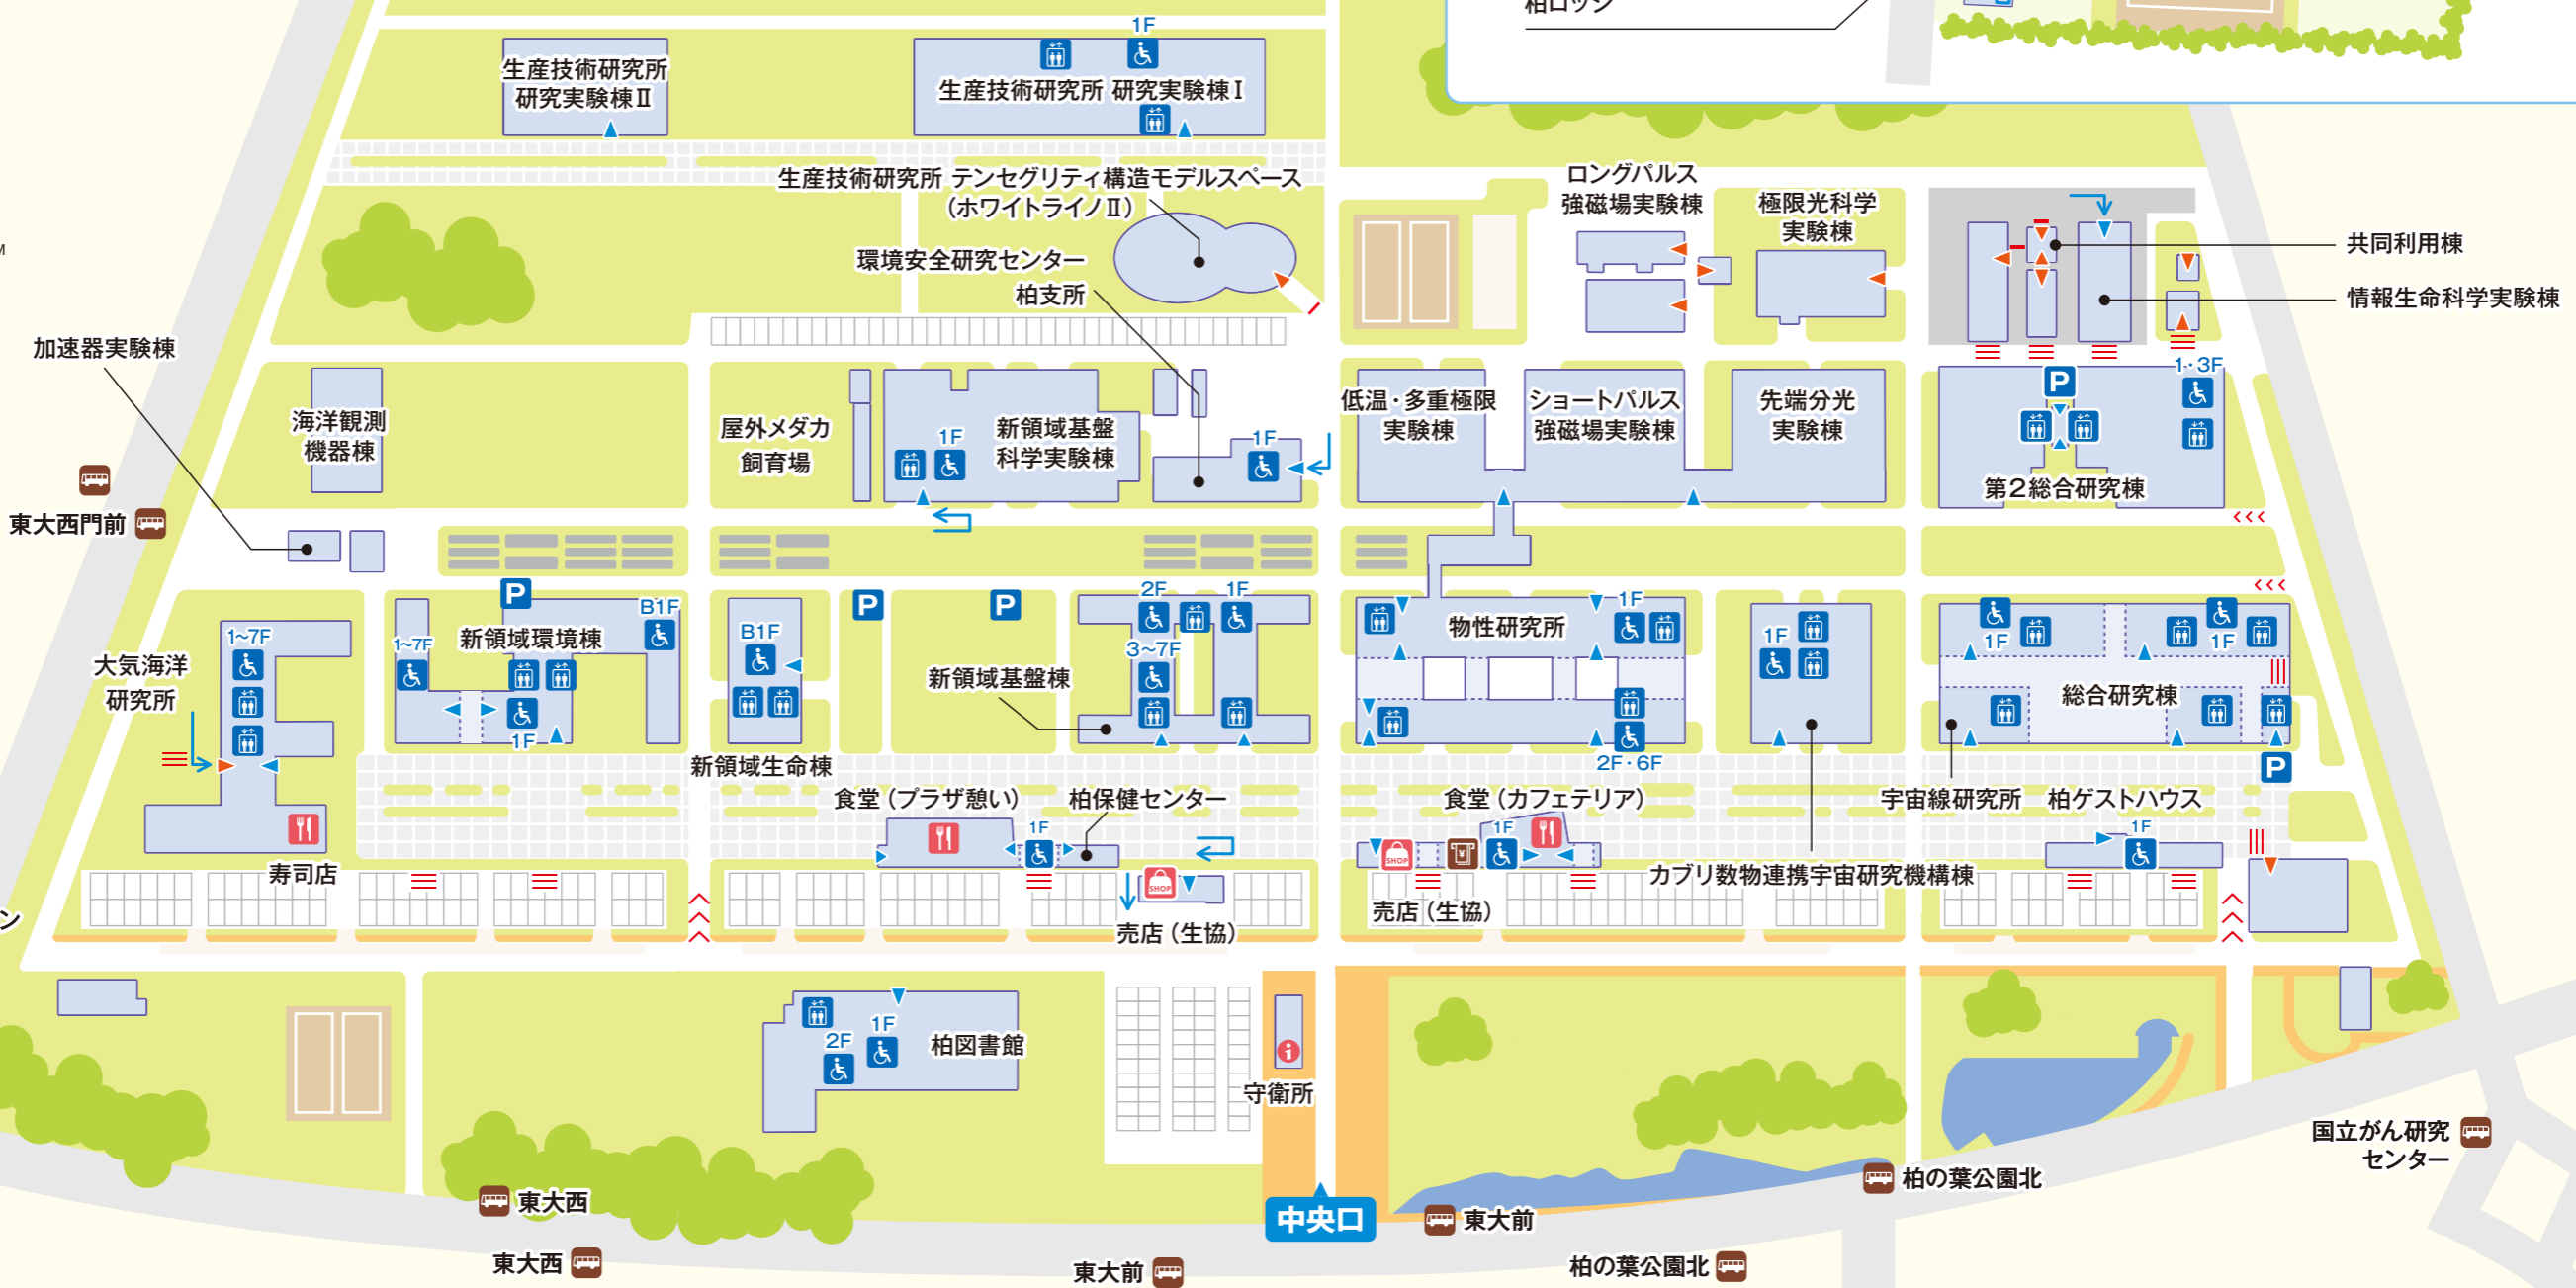 柏ロッジ
1F
生産技術研究所
研究実験棟Ⅱ
生産技術研究所 研究実験棟Ⅰ
生産技術研究所 テンセグリティ構造モデルスペース
(ホワイトライノⅡ)
ロングパルス
強磁場実験棟
極限光科学
実験棟
共同利用棟
情報生命科学実験棟
環境安全研究センター
柏支所
加速器実験棟
海洋観測
機器棟
屋外メダカ
飼育場
1F
新領域基盤
科学実験棟
1F
低温・多重極限
実験棟
ショートパルス
強磁場実験棟
先端分光
実験棟
P
1・3F
第2総合研究棟
東大西門前
P
P
P
大気海洋
研究所
1~7F
1~7F
新領域環境棟
B1F
1F
B1F
新領域生命棟
新領域基盤棟
2F
1F
3~7F
物性研究所
1F
2F・6F
1F
1F
1F
総合研究棟
P
食堂(プラザ憩い)
柏保健センター
食堂(カフェテリア)
宇宙線研究所
柏ゲストハウス
1F
1F
1F
寿司店
SHOP
SHOP
カブリ数物連携宇宙研究機構棟
売店(生協)
売店(生協)
ン
柏図書館
1F
2F
守衛所
国立がん研究
センター
柏の葉公園北
東大西
中央口
東大前
東大西
東大前
柏の葉公園北